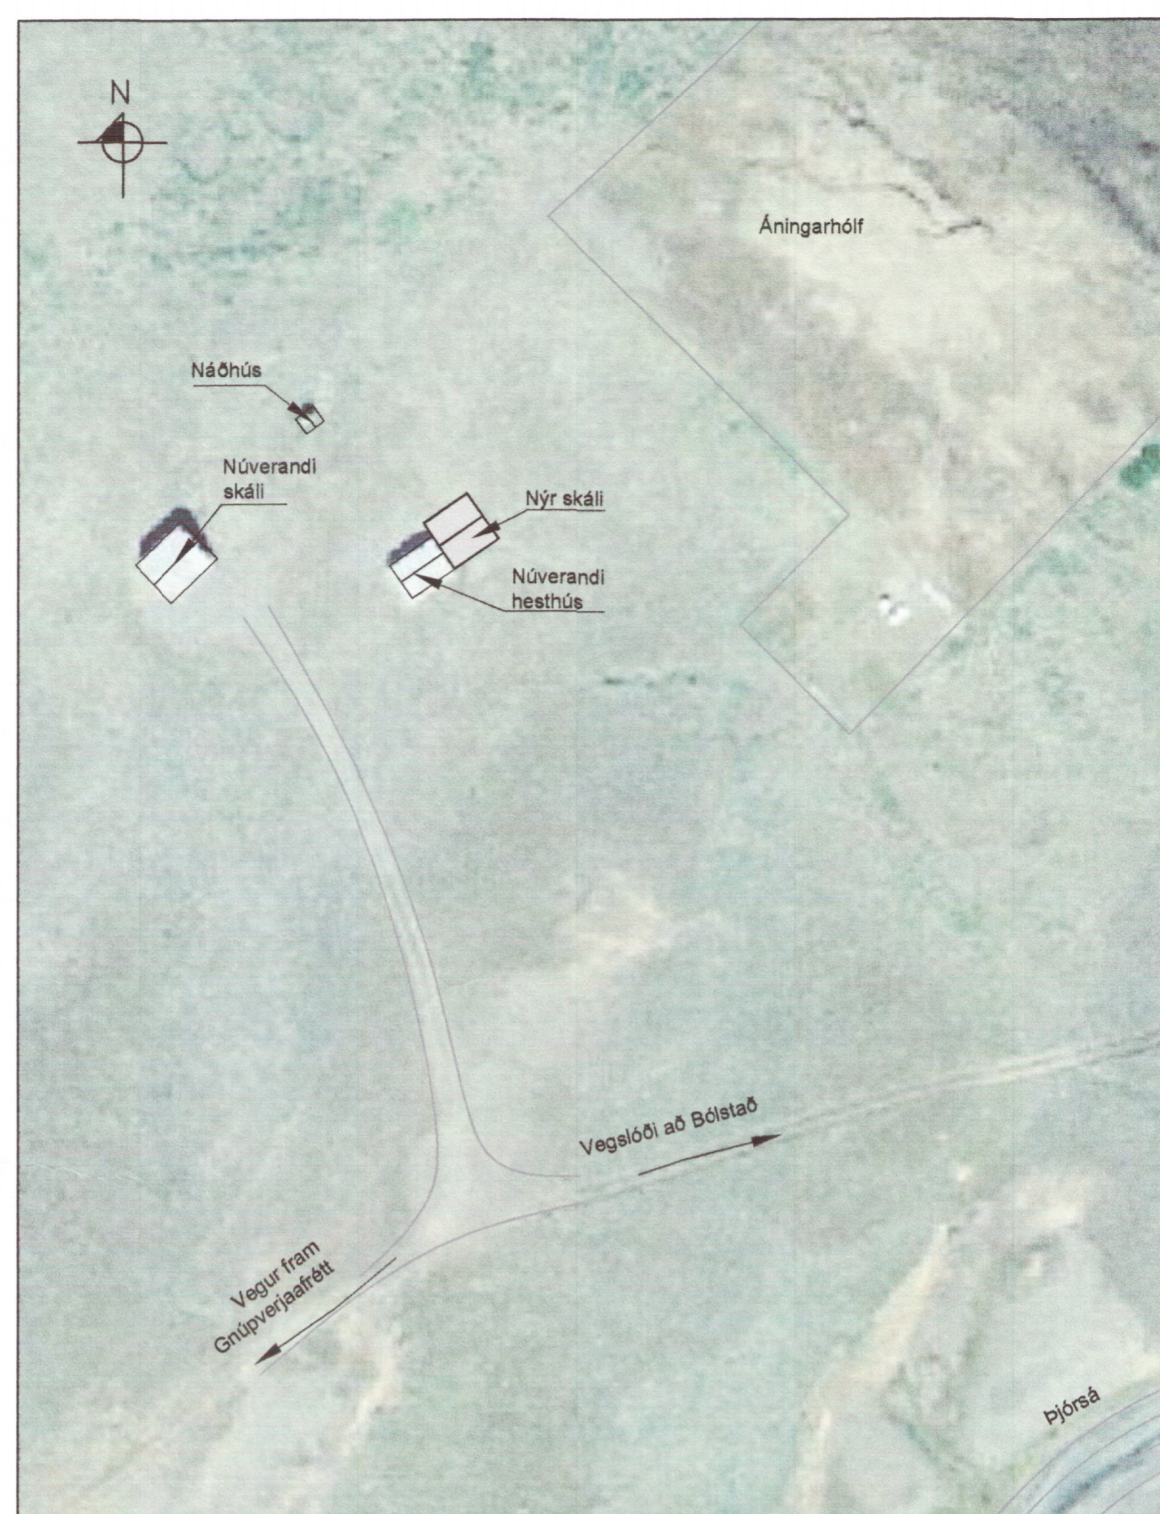 N
Áningarhólf
Náðhús
Núverandi
skáli
Nýr skáli
Núverandi
hesthús
Vegslóði að Bólstað
Vegur fram
Gnúpverjaafrétt
Þjórsá